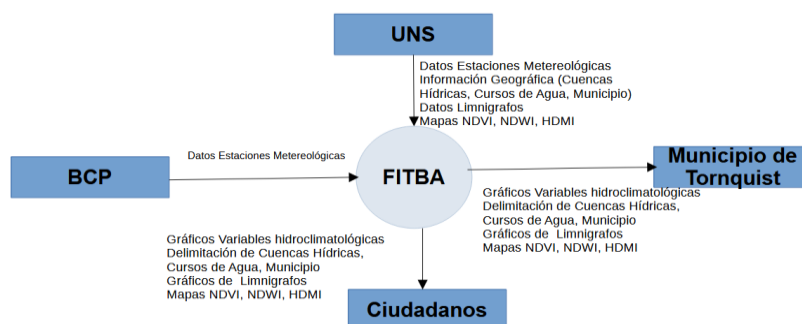 UNS
Datos Estaciones Metereológicas
Información Geográfica (Cuencas
Hídricas, Cursos de Agua, Municipio)
Datos Limnigrafos
Mapas NDVI, NDWI, HDMI
BCP
Datos Estaciones Metereológicas
FITBA
Municipio de
Tornquist
Gráficos Variables hidroclimatológicas
Delimitación de Cuencas Hídricas,
Cursos de Agua, Municipio
Gráficos de Limnigrafos
Mapas NDVI, NDWI, HDMI
Gráficos Variables hidroclimatológicas
Delimitación de Cuencas Hídricas,
Cursos de Agua, Municipio
Gráficos de Limnigrafos
Mapas NDVI, NDWI, HDMI
Ciudadanos